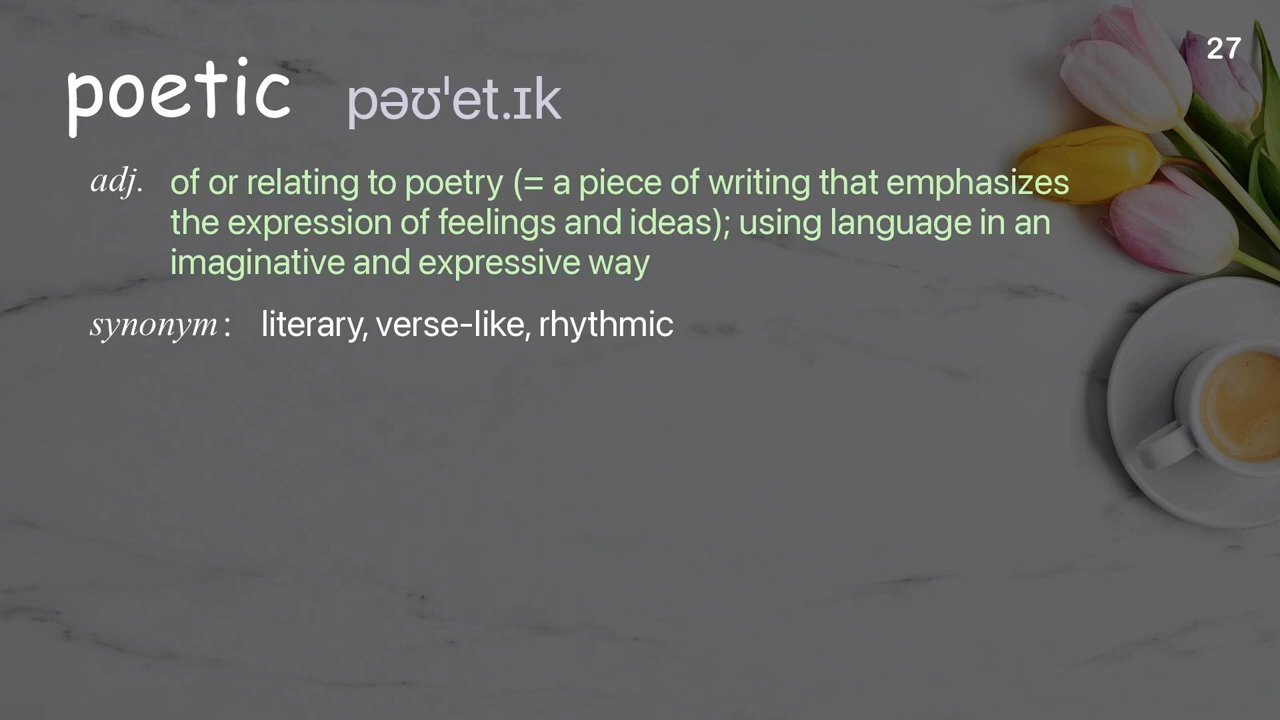 27
poetic pəʊˈet.ɪk
adj. of or relating to poetry (= a piece of writing that emphasizes
the expression of feelings and ideas); using language in an
imaginative and expressive way
synonym: literary, verse-like, rhythmic